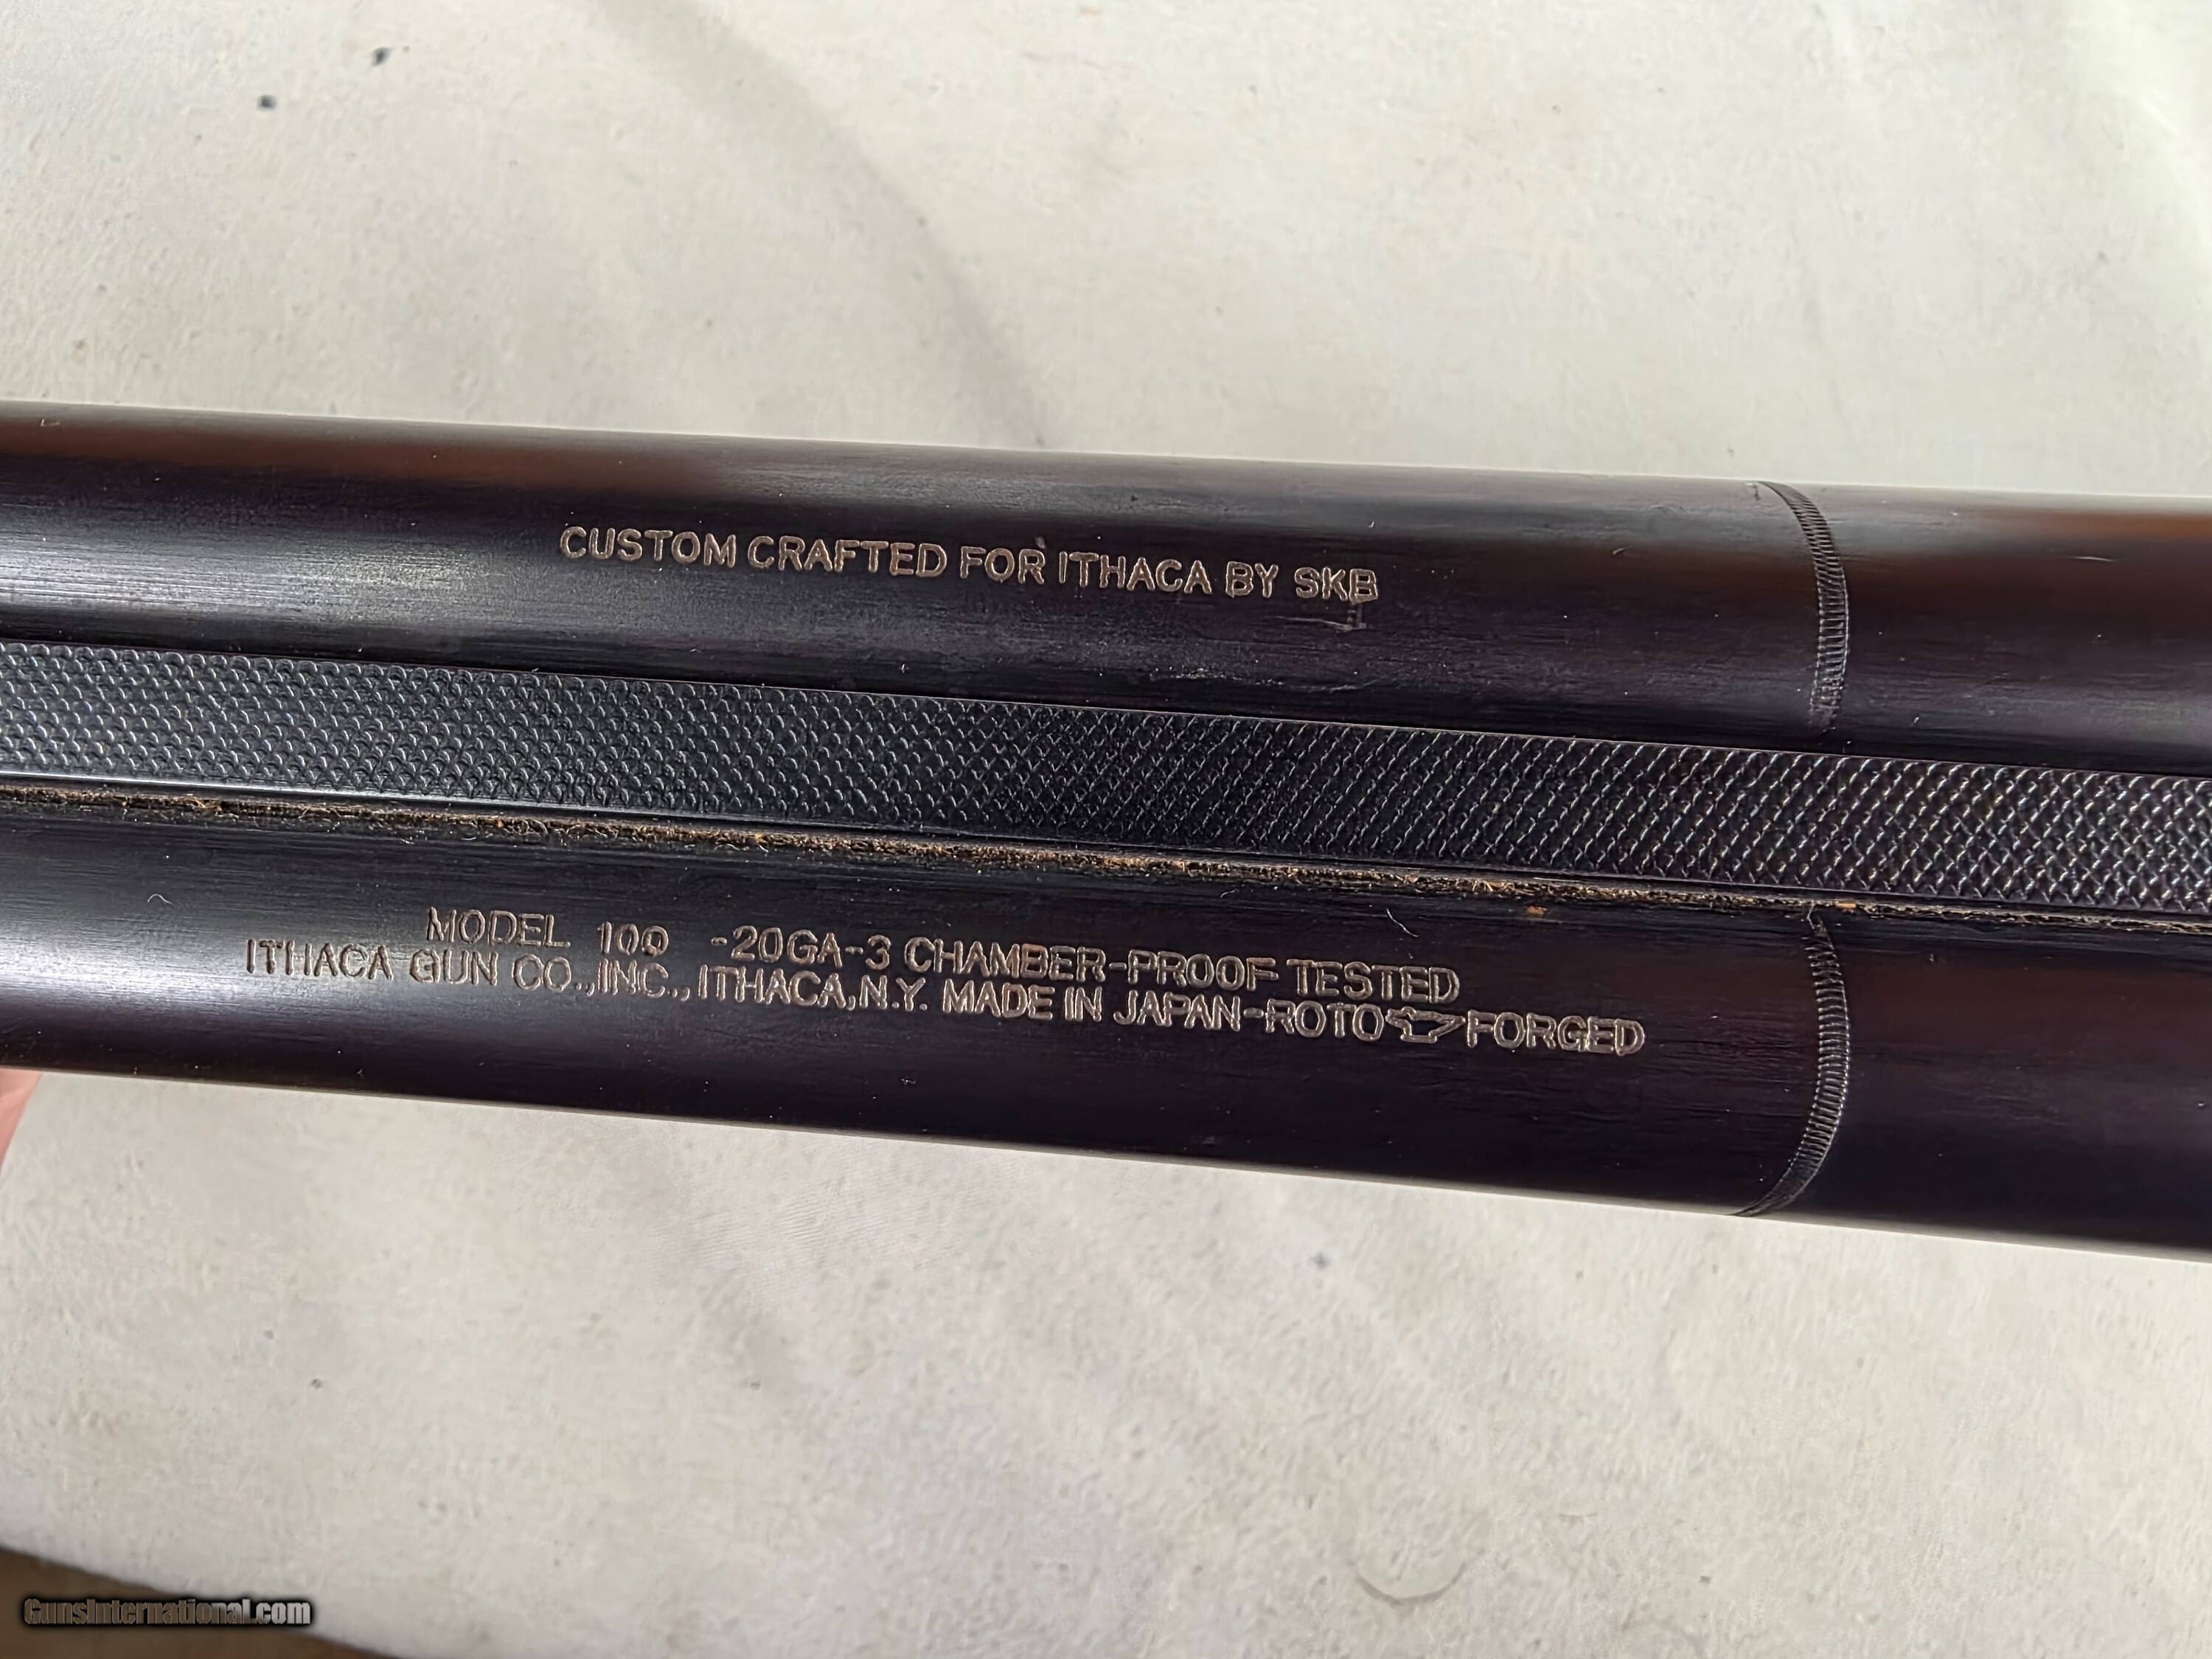 CUSTOM CRAFTED FOR ITHACA BY SKB
MODEL 100 -20GA-3 CHAMBER-PROOF TESTED
ITHACA GUN CO., INC., ITHACA, N.Y. MADE IN JAPAN-ROTO FORGED
GunsInternational.com